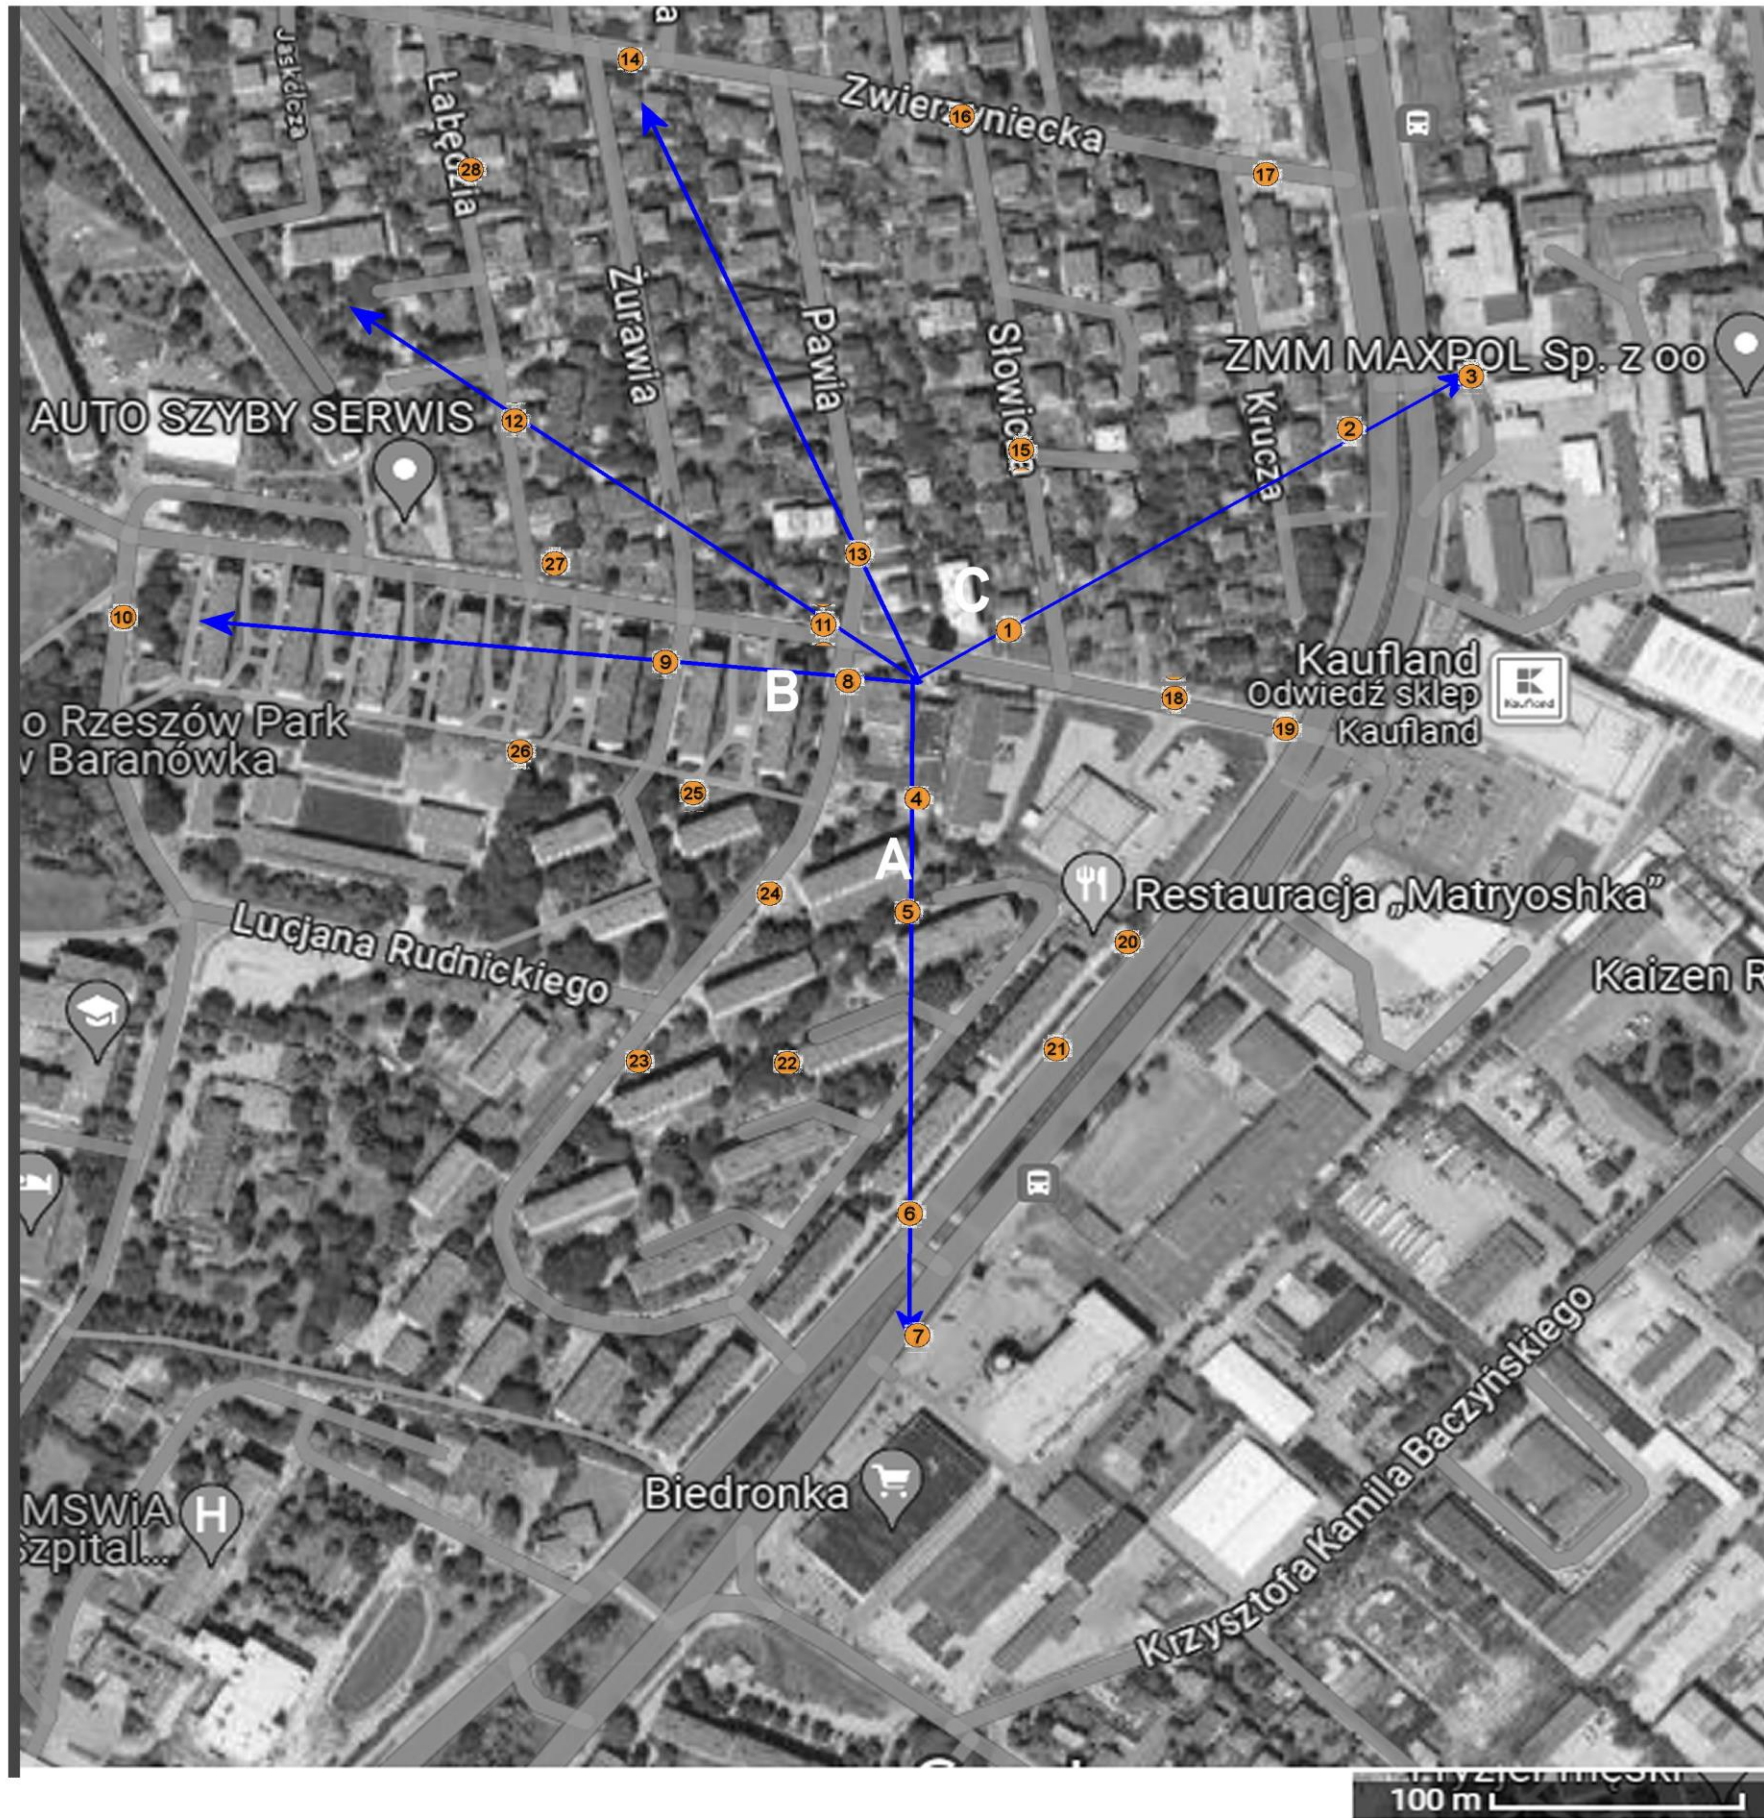 Jaskółcza
a
14
Łabędzia
Zwierzyniecka
16
28
17
Żurawia
Pawia
Słowicza
ZMM MAXPOL Sp. z oo
3
Krucza
AUTO SZYBY SERWIS
12
2
15
13
27
C
10
11
1
9
8
B
18
19
Kaufland
Odwiedź sklep
Kaufland
Kaufland
o Rzeszów Park
w Baranówka
26
25
4
A
24
5
Restauracja „Matryoshka”
20
Lucjana Rudnickiego
Kaizen R
23
22
21
6
7
Biedronka
MSWiA
Szpital...
H
Krzysztofa Kamila Baczyńskiego
100 m